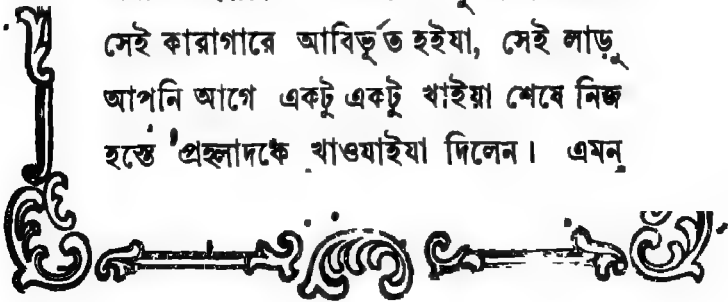 সেই কারাগারে আবির্ভূত হইযা, সেই লাড়ু
আপনি আগে একটু একটু খাইয়া শেষে নিজ
হস্তে প্রহ্লাদকে খাওযাইযা দিলেন। এমন